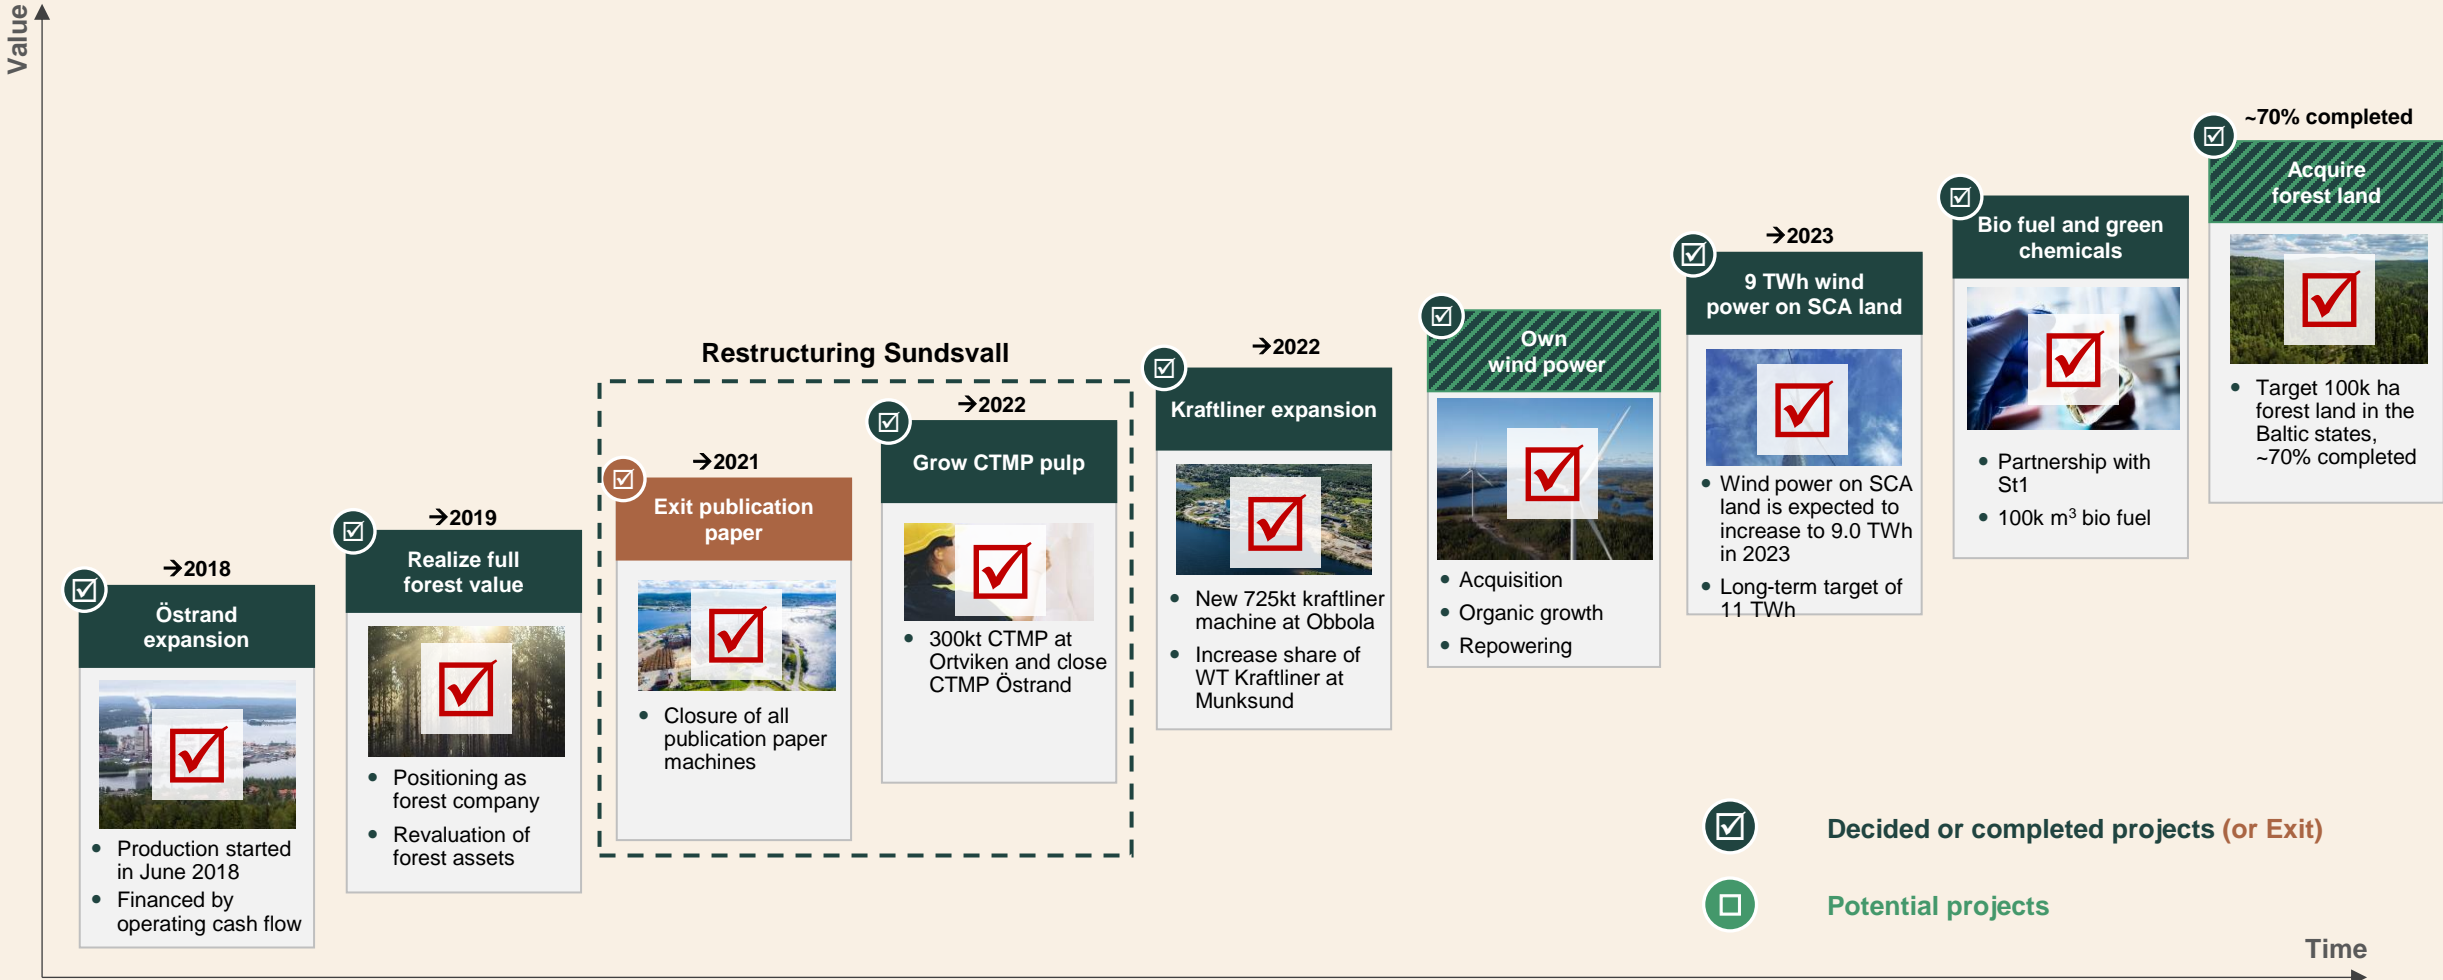 Value
→2018
Östrand
expansion
• Production started
in June 2018
• Financed by
operating cash flow
→2019
Realize full
forest value
• Positioning as
forest company
• Revaluation of
forest assets
Restructuring Sundsvall
→2021
Exit publication
paper
• Closure of all
publication paper
machines
→2022
Grow CTMP pulp
• 300kt CTMP at
Ortviken and close
CTMP Östrand
→2022
Kraftliner expansion
• New 725kt kraftliner
machine at Obbola
• Increase share of
WT Kraftliner at
Munksund
Own
wind power
• Acquisition
• Organic growth
• Repowering
→2023
9 TWh wind
power on SCA land
• Wind power on SCA
land is expected to
increase to 9.0 TWh
in 2023
• Long-term target of
11 TWh
Bio fuel and green
chemicals
• Partnership with
St1
• 100k m³ bio fuel
~70% completed
Acquire
forest land
• Target 100k ha
forest land in the
Baltic states,
~70% completed
Decided or completed projects (or Exit)
Potential projects
Time